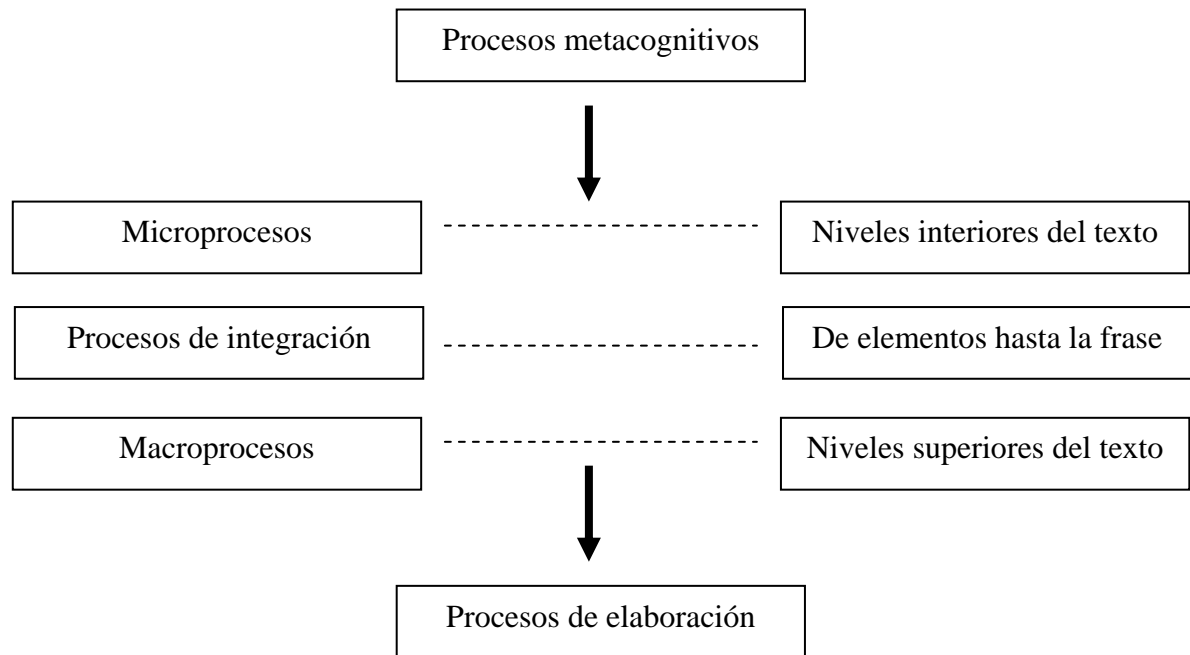 Procesos metacognitivos
Microprocesos
Niveles interiores del texto
Procesos de integración
De elementos hasta la frase
Macroprocesos
Niveles superiores del texto
Procesos de elaboración